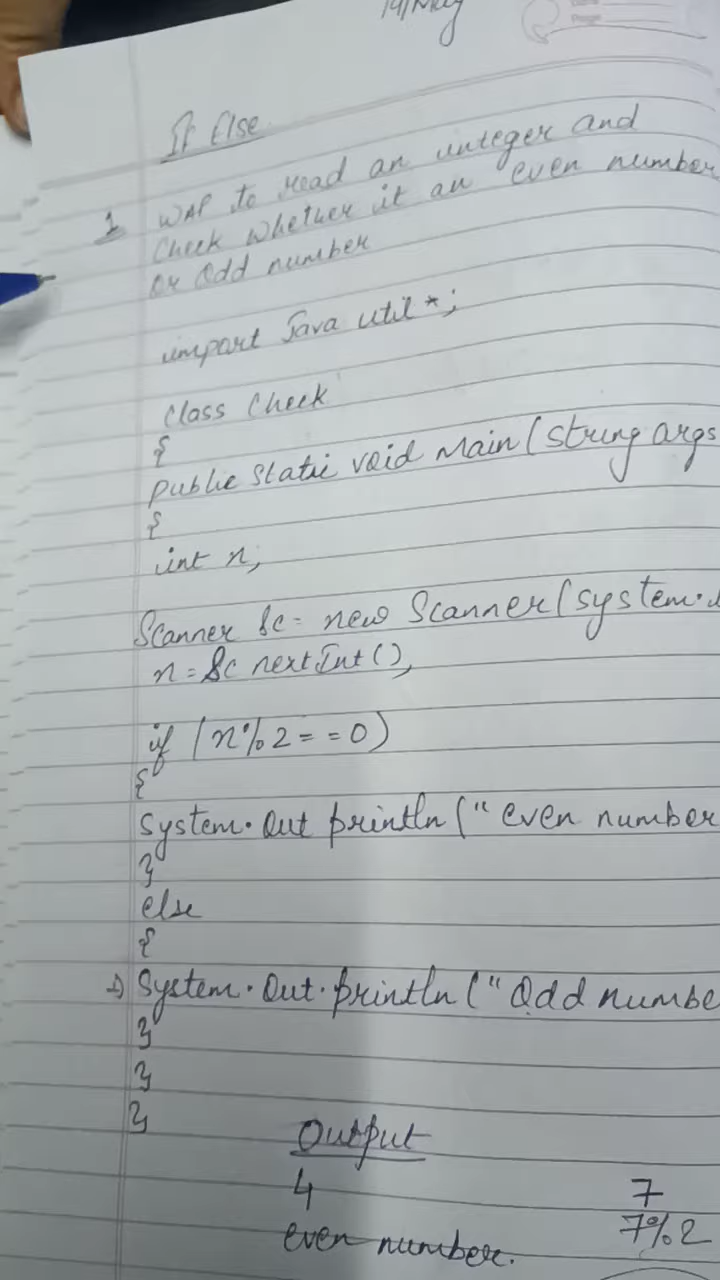 14/May
If Else
1 WAP to read an integer and
Check whether it an even number
or Odd number
import Java util *;
Class Check
{
public static void Main (string args
{
int n;
Scanner Sc = new Scanner (system.
n = Sc nextInt (),
if (n%2 = = 0)
{
System. Out println (" even number
}
else
{
System. Out. println (" Odd numbe
}
}
}
Output
4 7
even number. 7%2